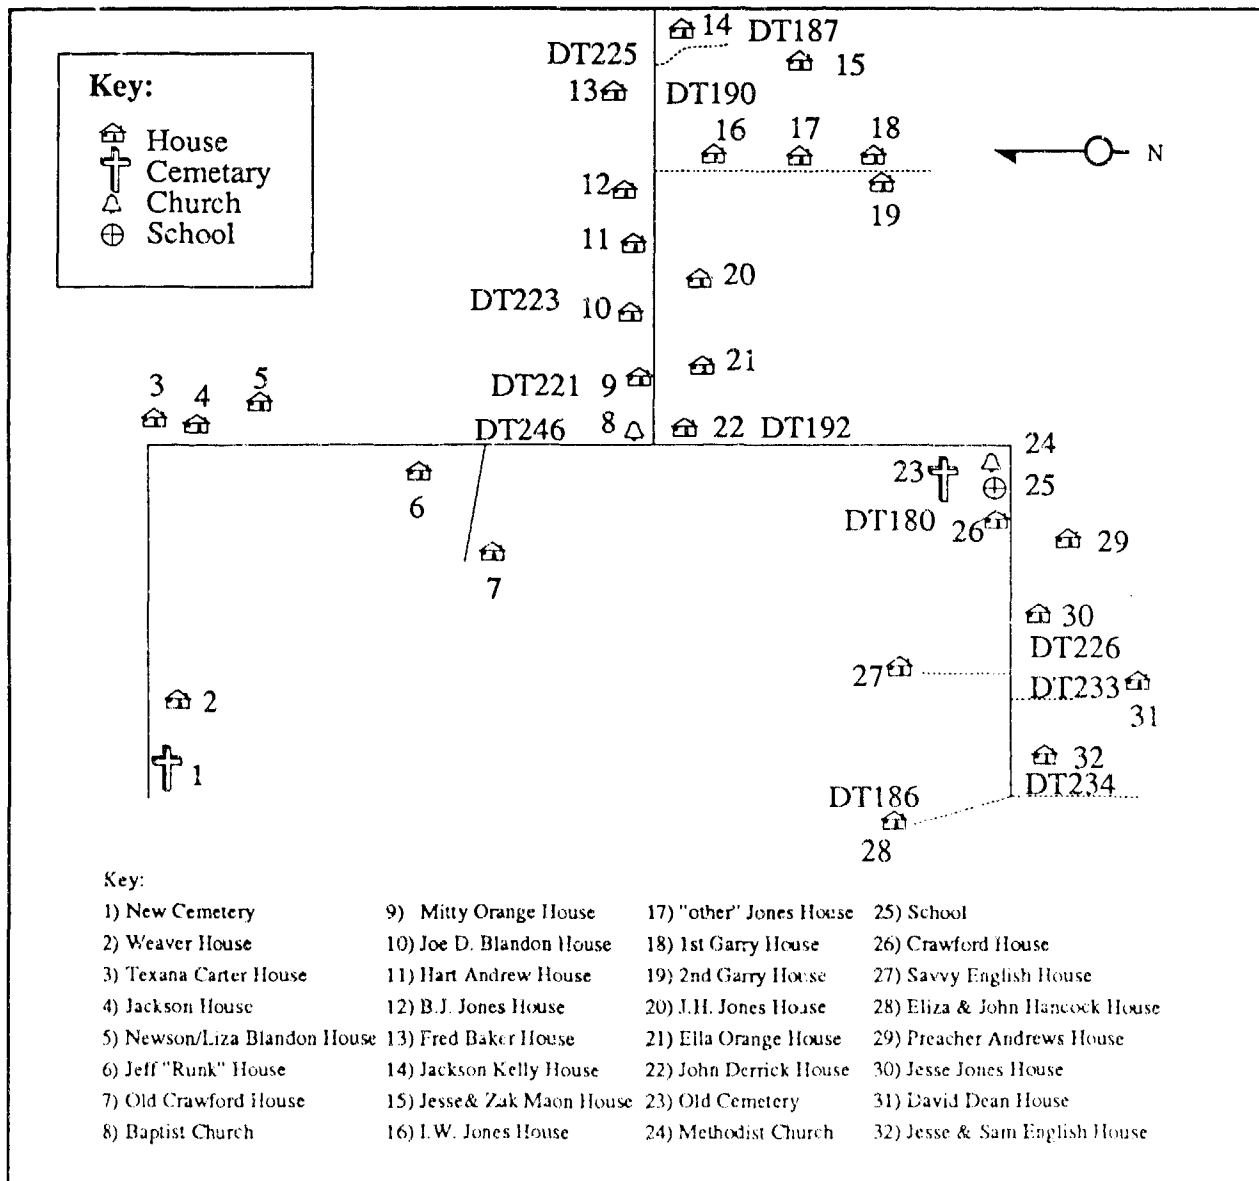 Key:
House
Cemetary
Church
School
14 DT187
DT225
15
13
DT190
16 17 18
N
12
19
11
20
DT223 10
21
DT221 9
3 4 5
DT246 8
22 DT192
24
23
25
6
DT180 26
29
7
30
DT226
27
DT233
2
31
1
32
DT234
DT186
28
Key:
1) New Cemetery
2) Weaver House
3) Texana Carter House
4) Jackson House
5) Newson/Liza Blandon House
6) Jeff "Runk" House
7) Old Crawford House
8) Baptist Church
9) Mitty Orange House
10) Joe D. Blandon House
11) Hart Andrew House
12) B.J. Jones House
13) Fred Baker House
14) Jackson Kelly House
15) Jesse& Zak Maon House
16) I.W. Jones House
17) "other" Jones House
18) 1st Garry House
19) 2nd Garry House
20) J.H. Jones House
21) Ella Orange House
22) John Derrick House
23) Old Cemetery
24) Methodist Church
25) School
26) Crawford House
27) Savvy English House
28) Eliza & John Hancock House
29) Preacher Andrews House
30) Jesse Jones House
31) David Dean House
32) Jesse & Sam English House